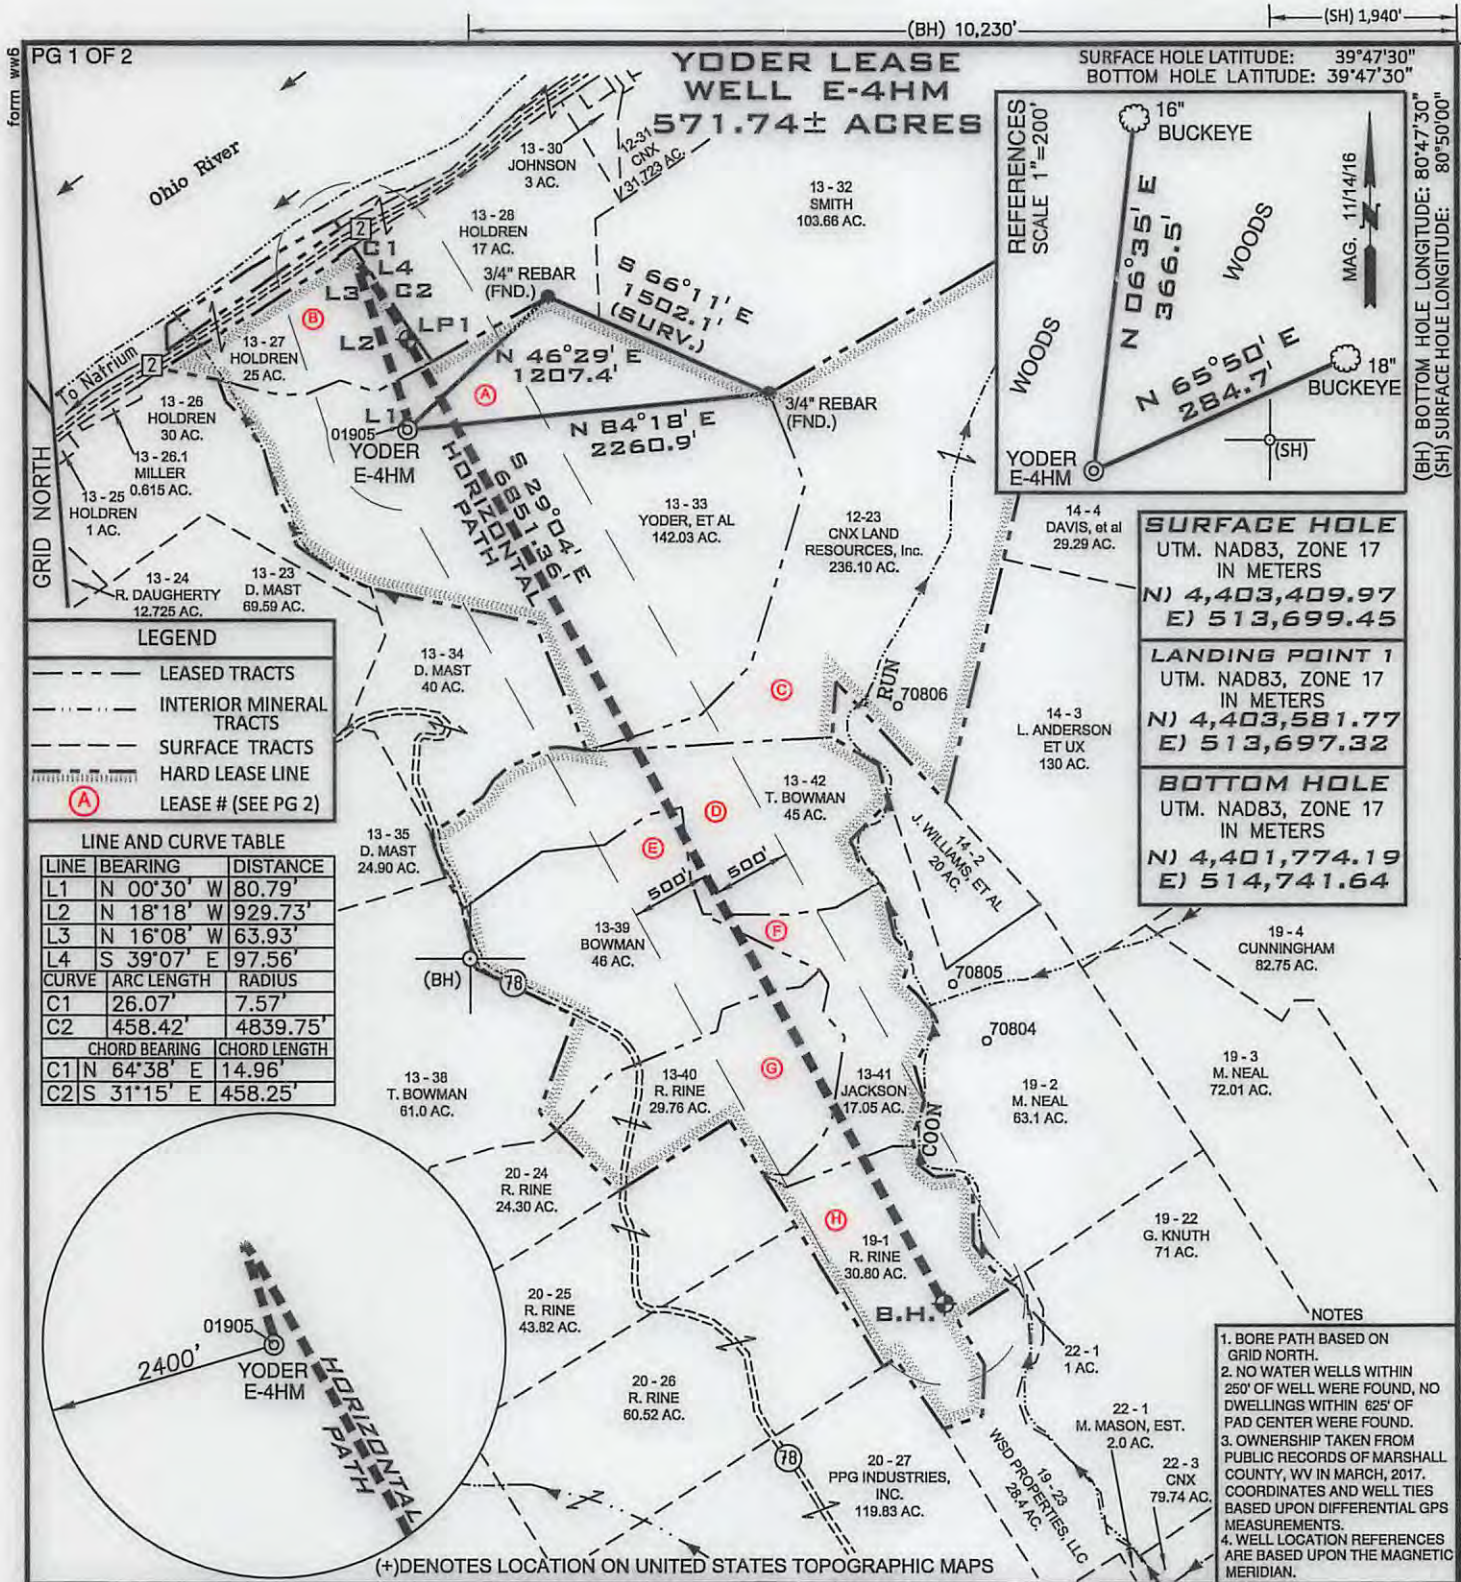 (SH) 1,940'
(BH) 10,230'
form ww6
PG 1 OF 2
YODER LEASE
WELL E-4HM
571.74± ACRES
SURFACE HOLE LATITUDE: 39°47'30"
BOTTOM HOLE LATITUDE: 39°47'30"
(BH) BOTTOM HOLE LONGITUDE: 80°47'30"
(SH) SURFACE HOLE LONGITUDE: 80°50'00"
REFERENCES
SCALE 1"=200'
16"
BUCKEYE
WOODS
WOODS
MAG. 11/14/16
N
N 06°35' E
366.5'
N 65°50' E
284.7'
18"
BUCKEYE
(SH)
YODER
E-4HM
Ohio River
13 - 30
JOHNSON
3 AC.
12-31
CNX
31.723 AC.
13 - 32
SMITH
103.66 AC.
13 - 28
HOLDREN
17 AC.
2
C1
L4
C2
L3
LP1
L2
L1
3/4" REBAR
(FND.)
S 66°11' E
1502.1'
(SURV.)
B
13 - 27
HOLDREN
25 AC.
N 46°29' E
1207.4'
A
To Natrium
2
13 - 26
HOLDREN
30 AC.
N 84°18' E
2260.9'
3/4" REBAR
(FND.)
01905
YODER
E-4HM
13 - 26.1
MILLER
0.615 AC.
13 - 25
HOLDREN
1 AC.
GRID NORTH
HORIZONTAL
PATH
S 29°04' E
6851.36'
13 - 33
YODER, ET AL
142.03 AC.
12-23
CNX LAND
RESOURCES, Inc.
236.10 AC.
14 - 4
DAVIS, et al
29.29 AC.
13 - 24
R. DAUGHERTY
12.725 AC.
13 - 23
D. MAST
69.59 AC.
SURFACE HOLE
UTM. NAD83, ZONE 17
IN METERS
N) 4,403,409.97
E) 513,699.45
LANDING POINT 1
UTM. NAD83, ZONE 17
IN METERS
N) 4,403,581.77
E) 513,697.32
BOTTOM HOLE
UTM. NAD83, ZONE 17
IN METERS
N) 4,401,774.19
E) 514,741.64
LEGEND
LEASED TRACTS
INTERIOR MINERAL
TRACTS
SURFACE TRACTS
HARD LEASE LINE
A
LEASE # (SEE PG 2)
13 - 34
D. MAST
40 AC.
C
RUN
70806
14 - 3
L. ANDERSON
ET UX
130 AC.
13 - 42
T. BOWMAN
45 AC.
D
E
13 - 35
D. MAST
24.90 AC.
14 - 2
J. WILLIAMS, ET AL
20 AC.
500'
500'
LINE AND CURVE TABLE
LINE BEARING DISTANCE
L1 N 00°30' W 80.79'
L2 N 18°18' W 929.73'
L3 N 16°08' W 63.93'
L4 S 39°07' E 97.56'
CURVE ARC LENGTH RADIUS
C1 26.07' 7.57'
C2 458.42' 4839.75'
CHORD BEARING CHORD LENGTH
C1 N 64°38' E 14.96'
C2 S 31°15' E 458.25'
13-39
BOWMAN
46 AC.
F
19 - 4
CUNNINGHAM
82.75 AC.
(BH)
78
70805
70804
13 - 38
T. BOWMAN
61.0 AC.
13-40
R. RINE
29.76 AC.
G
13-41
JACKSON
17.05 AC.
COON
19 - 2
M. NEAL
63.1 AC.
19 - 3
M. NEAL
72.01 AC.
20 - 24
R. RINE
24.30 AC.
H
19-1
R. RINE
30.80 AC.
19 - 22
G. KNUTH
71 AC.
B.H.
20 - 25
R. RINE
43.82 AC.
01905
YODER
E-4HM
2400'
HORIZONTAL
PATH
20 - 26
R. RINE
60.52 AC.
22 - 1
1 AC.
22 - 1
M. MASON, EST.
2.0 AC.
22 - 3
CNX
79.74 AC.
78
20 - 27
PPG INDUSTRIES,
INC.
119.83 AC.
19 - 23
WSD PROPERTIES, LLC
28.4 AC.
NOTES
1. BORE PATH BASED ON
GRID NORTH.
2. NO WATER WELLS WITHIN
250' OF WELL WERE FOUND, NO
DWELLINGS WITHIN 625' OF
PAD CENTER WERE FOUND.
3. OWNERSHIP TAKEN FROM
PUBLIC RECORDS OF MARSHALL
COUNTY, WV IN MARCH, 2017.
COORDINATES AND WELL TIES
BASED UPON DIFFERENTIAL GPS
MEASUREMENTS.
4. WELL LOCATION REFERENCES
ARE BASED UPON THE MAGNETIC
MERIDIAN.
(+)DENOTES LOCATION ON UNITED STATES TOPOGRAPHIC MAPS